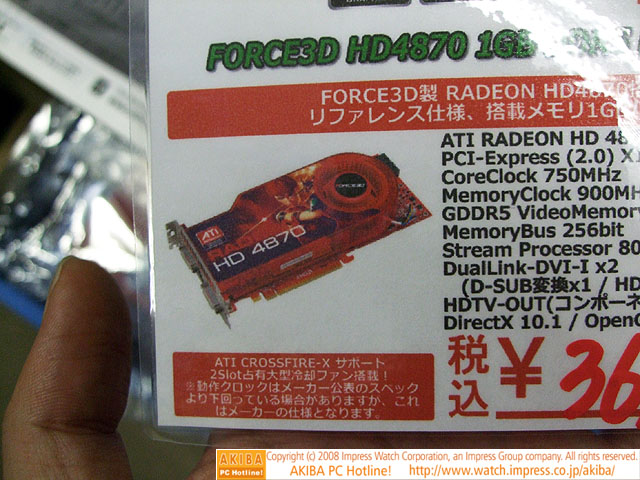 FORCE3D HD4870 1GB
FORCE3D製 RADEON HD4870
リファレンス仕様、搭載メモリ1G
ATI RADEON HD 48
PCI-Express (2.0) X1
CoreClock 750MHz
MemoryClock 900MH
GDDR5 VideoMemor
MemoryBus 256bit
Stream Processor 80
DualLink-DVI-I x2
(D-SUB変換x1 / HD
HDTV-OUT(コンポーネ
DirectX 10.1 / OpenG
FORCE3D
ATI
HD 4870
ATI CROSSFIRE-X サポート
2Slot占有大型冷却ファン搭載！
※動作クロックはメーカー公表のスペック
より下回っている場合がありますが、これ
はメーカーの仕様となります。
税込 ¥36,
AKIBA PC Hotline!
Copyright (c) 2008 Impress Watch Corporation, an Impress Group company. All rights reserved.
AKIBA PC Hotline! http://www.watch.impress.co.jp/akiba/